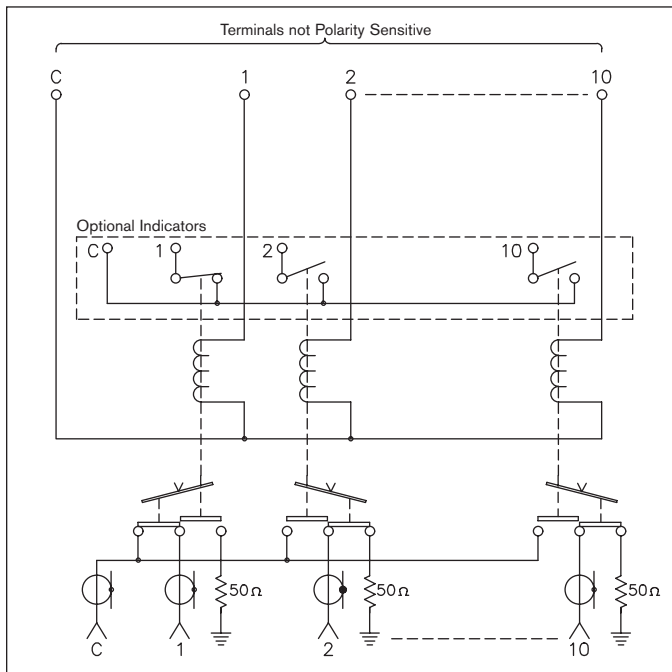 Terminals not Polarity Sensitive
C 1 2 10
Optional Indicators
C 1 2 10
50Ω 50Ω 50Ω
C 1 2 10